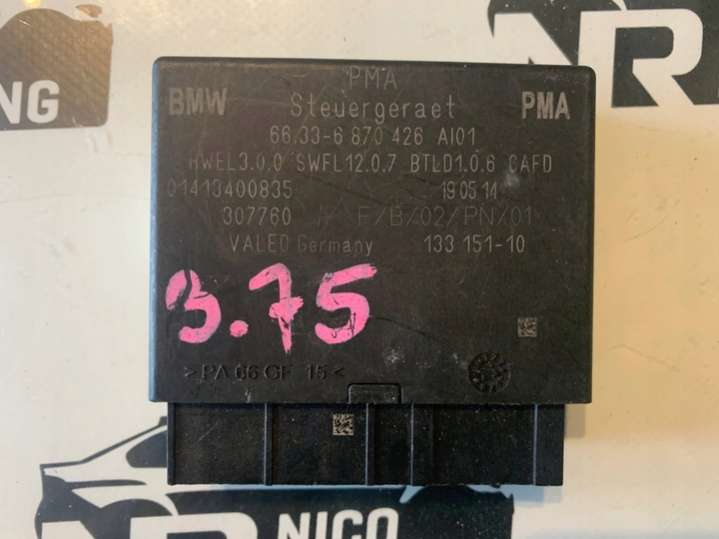 NR
NG
PMA
BMW Steuergeraet PMA
66.33-6 870 426 AI01
HWEL3.0.0 SWFL12.0.7 BTLD1.0.6 CAFD
01413400835 19 05 14
307760 // F/B/02/PN/01
VALEO Germany 133 151-10
3.75
>PA 66 GF 15<
NR
NICO